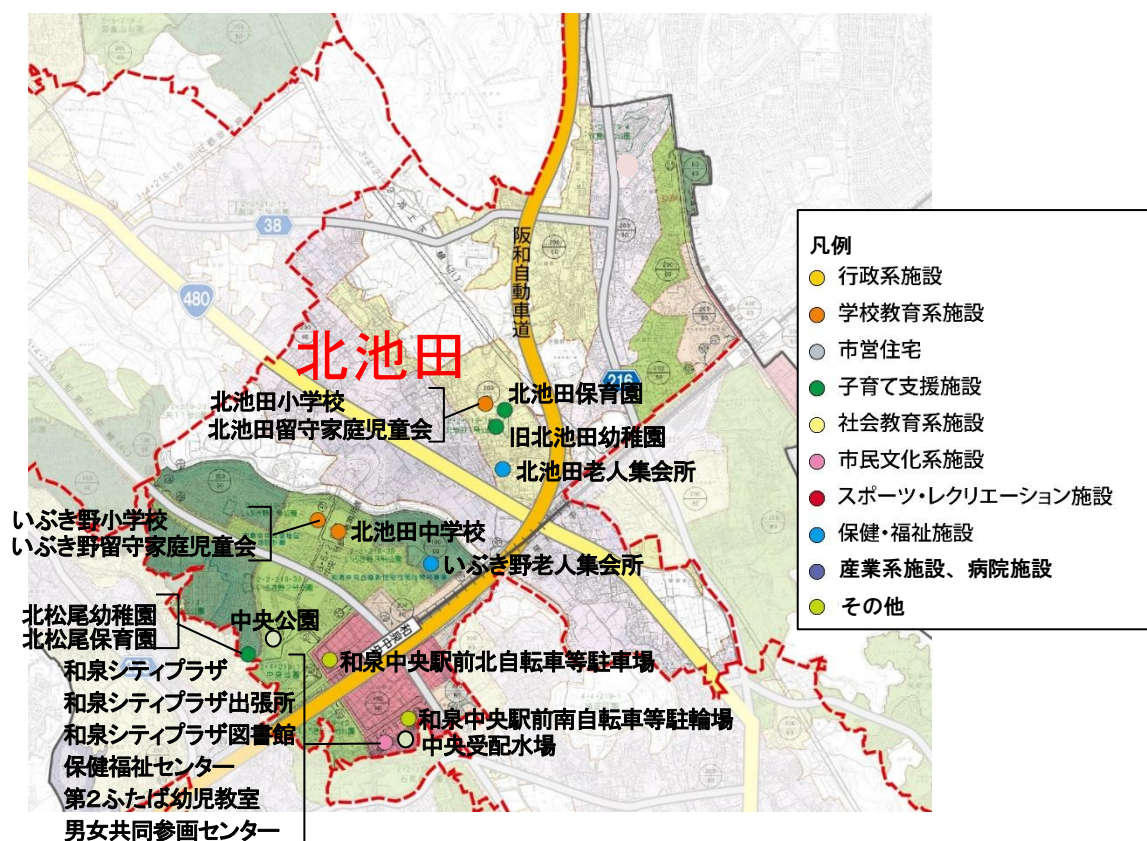 38
480
阪和自動車道
216
北池田
北池田小学校
北池田留守家庭児童会
北池田保育園
旧北池田幼稚園
北池田老人集会所
いぶき野小学校
いぶき野留守家庭児童会
北池田中学校
いぶき野老人集会所
北松尾幼稚園
北松尾保育園
中央公園
和泉中央
和泉中央駅前北自転車等駐車場
和泉シティプラザ
和泉シティプラザ出張所
和泉シティプラザ図書館
保健福祉センター
第2ふたば幼児教室
男女共同参画センター
和泉中央駅前南自転車等駐輪場
中央受配水場
凡例
行政系施設
学校教育系施設
市営住宅
子育て支援施設
社会教育系施設
市民文化系施設
スポーツ・レクリエーション施設
保健・福祉施設
産業系施設、病院施設
その他